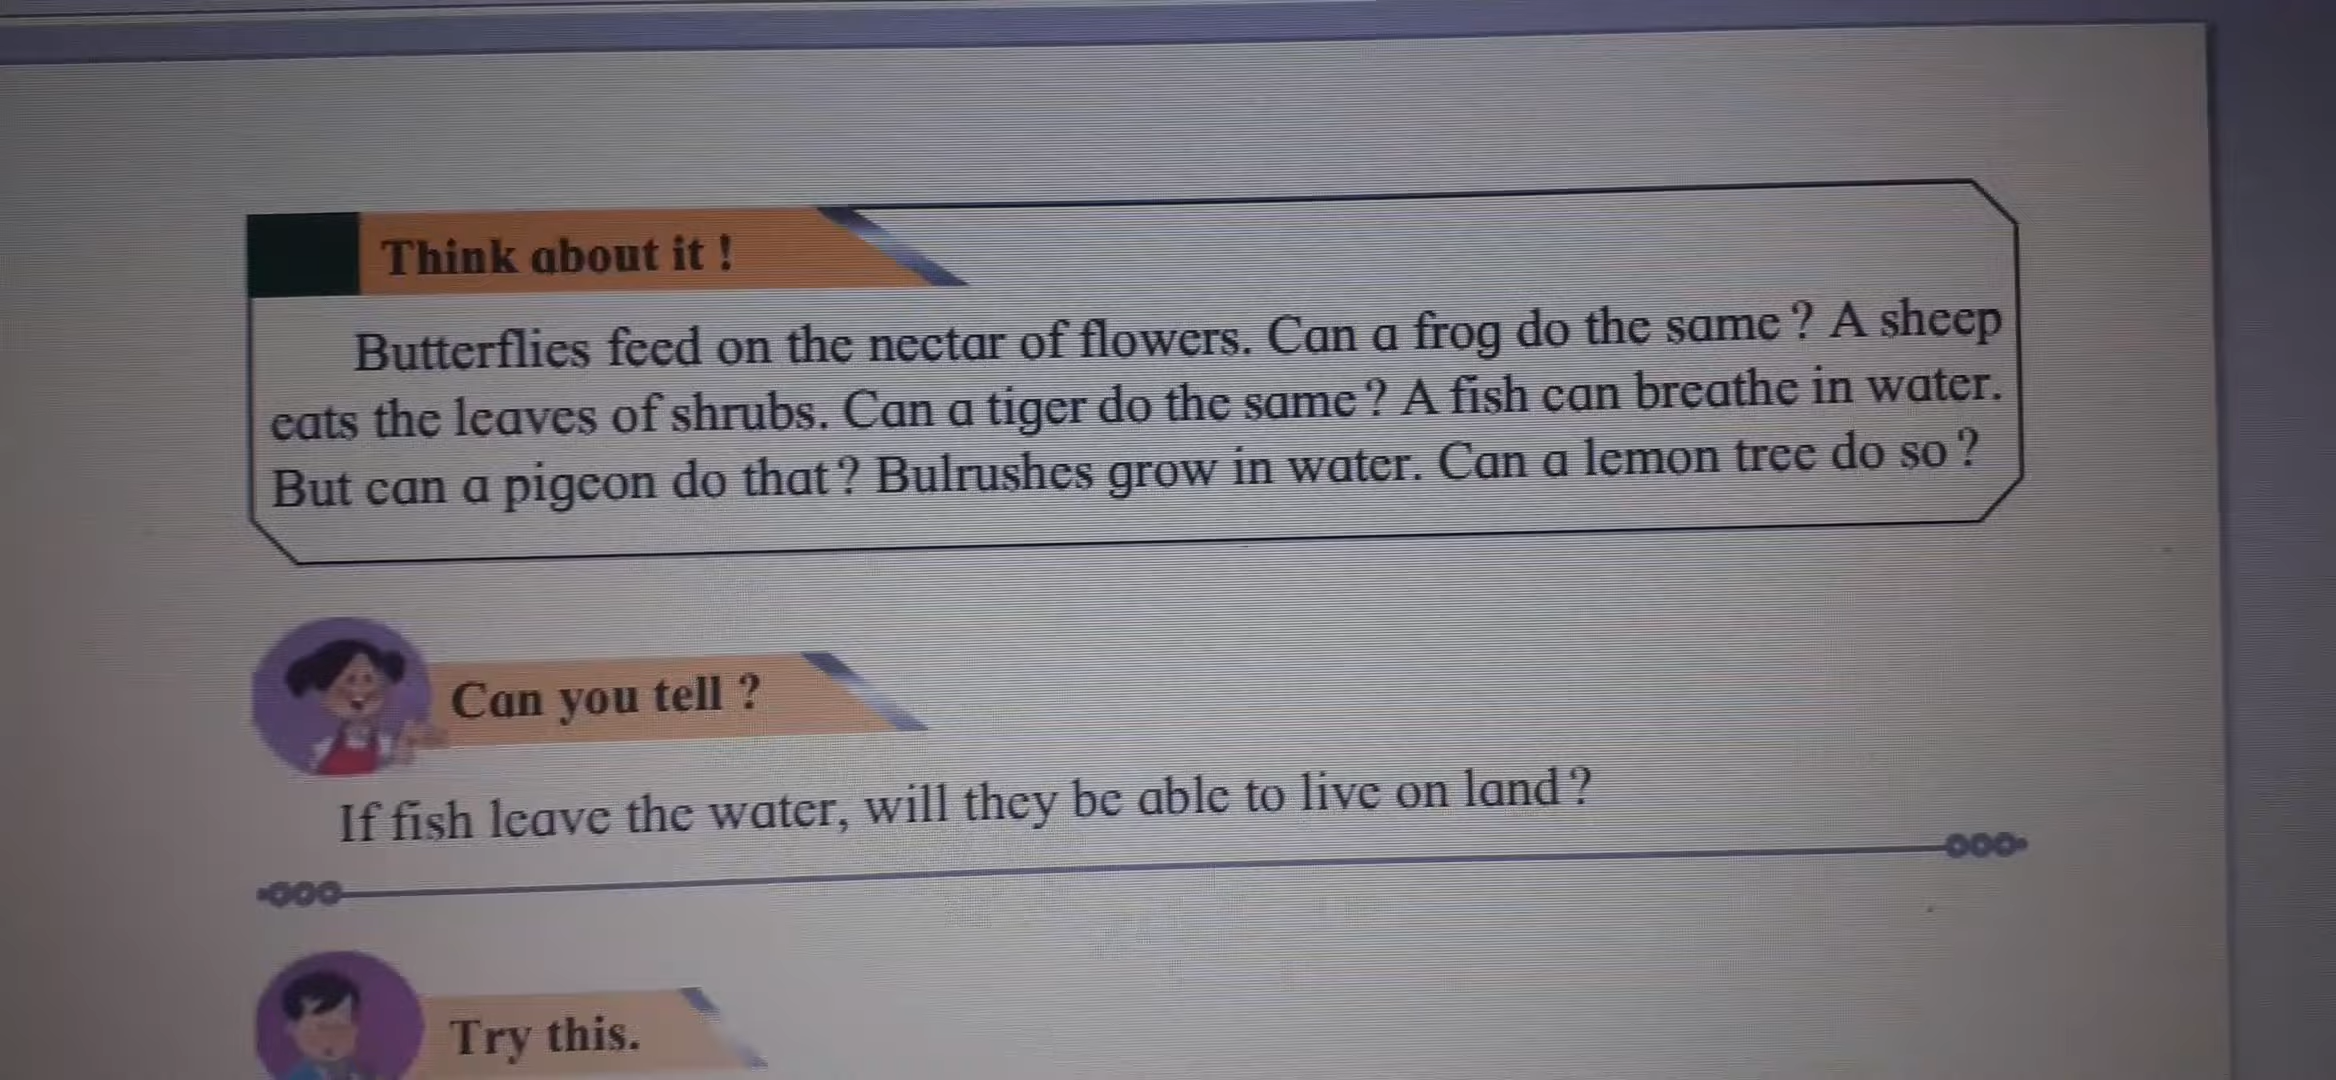 Think about it !
Butterflies feed on the nectar of flowers. Can a frog do the same ? A sheep
eats the leaves of shrubs. Can a tiger do the same ? A fish can breathe in water.
But can a pigeon do that ? Bulrushes grow in water. Can a lemon tree do so ?
Can you tell ?
If fish leave the water, will they be able to live on land ?
Try this.